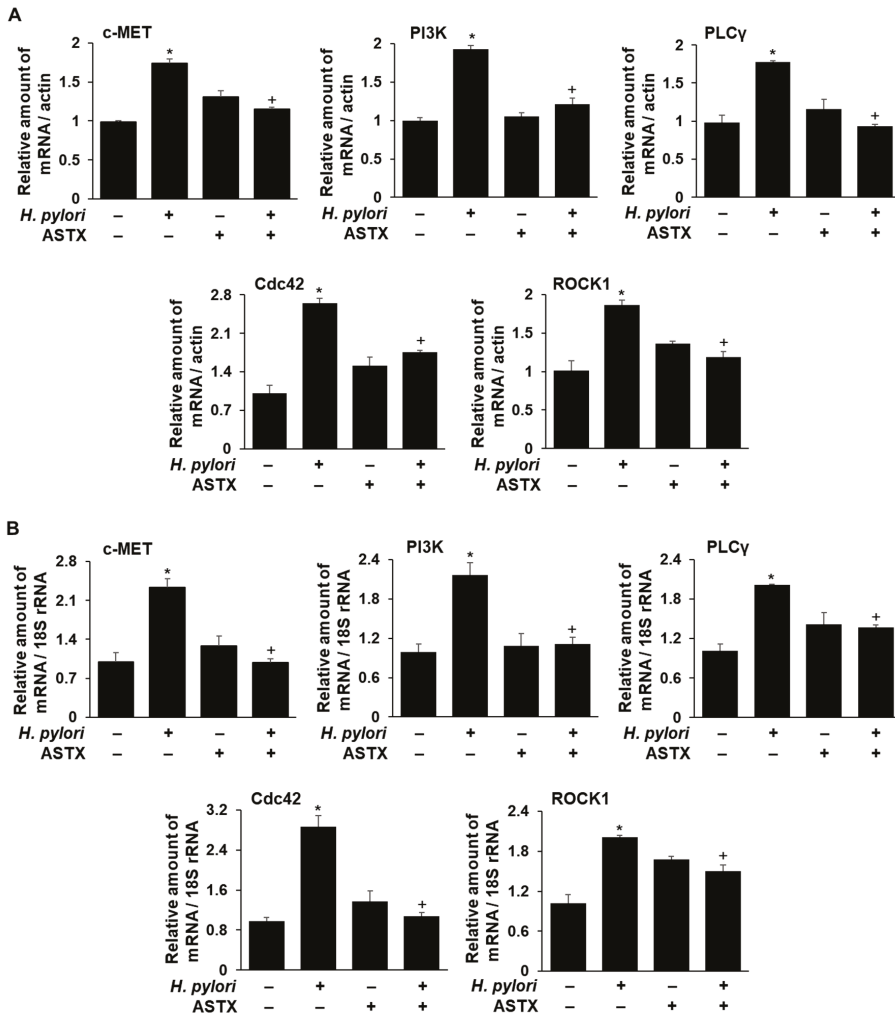 A
c-MET
Relative amount of
mRNA / actin
2
1.5
1
0.5
0
*
+
H. pylori – + – +
ASTX – – + +
PI3K
Relative amount of
mRNA / actin
2
1.5
1
0.5
0
*
+
H. pylori – + – +
ASTX – – + +
PLCγ
Relative amount of
mRNA / actin
2
1.5
1
0.5
0
*
+
– + – +
– – + +
Cdc42
Relative amount of
mRNA / actin
2.8
2.1
1.4
0.7
0
*
+
H. pylori – + – +
ASTX – – + +
ROCK1
Relative amount of
mRNA / actin
2
1.5
1
0.5
0
*
+
– + – +
– – + +
B
c-MET
Relative amount of
mRNA / 18S rRNA
2.8
2.1
1.4
0.7
0
*
+
H. pylori – + – +
ASTX – – + +
PI3K
Relative amount of
mRNA / 18S rRNA
2.4
1.8
1.2
0.6
0
*
+
– + – +
– – + +
PLCγ
Relative amount of
mRNA / 18S rRNA
2.4
1.8
1.2
0.6
0
*
+
– + – +
– – + +
Cdc42
Relative amount of
mRNA / 18S rRNA
3.2
2.4
1.6
0.8
0
*
+
H. pylori – + – +
ASTX – – + +
ROCK1
Relative amount of
mRNA / 18S rRNA
2.4
1.8
1.2
0.6
0
*
+
H. pylori – + – +
ASTX – – + +